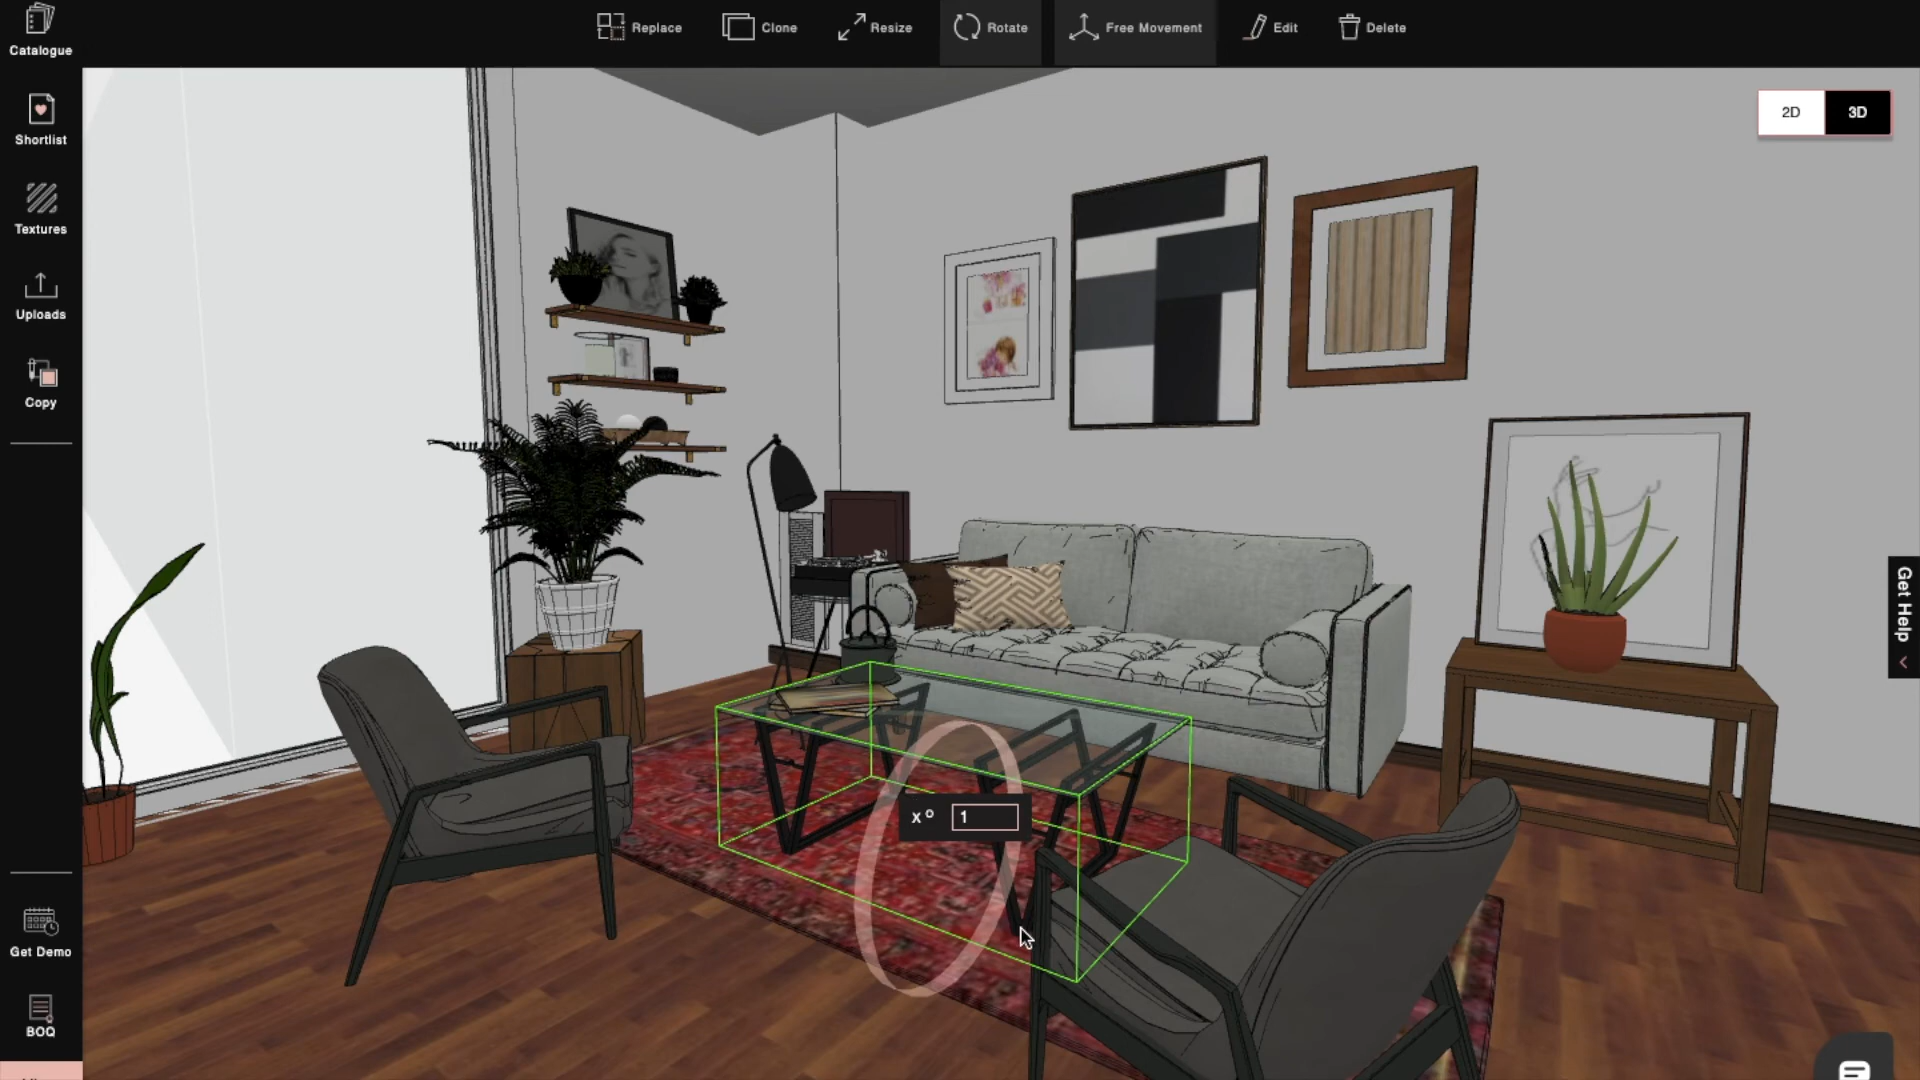 Catalogue
Replace
Clone
Resize
Rotate
Free Movement
Edit
Delete
Shortlist
Textures
Uploads
Copy
2D
3D
Get Help
x°
1
Get Demo
BOQ